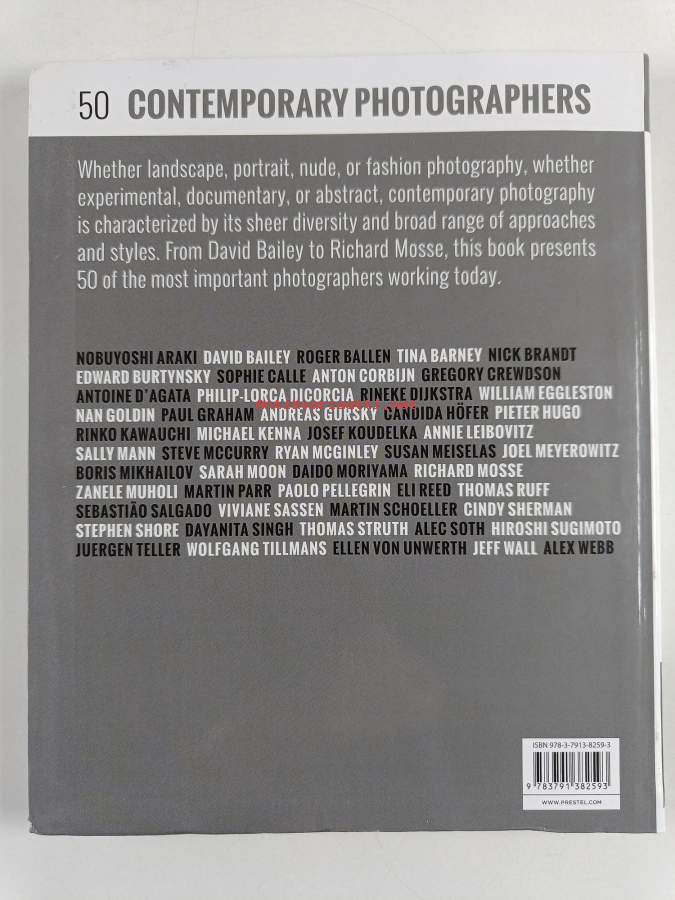 50 CONTEMPORARY PHOTOGRAPHERS
Whether landscape, portrait, nude, or fashion photography, whether
experimental, documentary, or abstract, contemporary photography
is characterized by its sheer diversity and broad range of approaches
and styles. From David Bailey to Richard Mosse, this book presents
50 of the most important photographers working today.
NOBUYOSHI ARAKI DAVID BAILEY ROGER BALLEN TINA BARNEY NICK BRANDT
EDWARD BURTYNSKY SOPHIE CALLE ANTON CORBIJN GREGORY CREWDSON
ANTOINE D'AGATA PHILIP-LORCA DICORCIA RINEKE DIJKSTRA WILLIAM EGGLESTON
NAN GOLDIN PAUL GRAHAM ANDREAS GURSKY CANDIDA HÖFER PIETER HUGO
RINKO KAWAUCHI MICHAEL KENNA JOSEF KOUDELKA ANNIE LEIBOVITZ
SALLY MANN STEVE MCCURRY RYAN MCGINLEY SUSAN MEISELAS JOEL MEYEROWITZ
BORIS MIKHAILOV SARAH MOON DAIDO MORIYAMA RICHARD MOSSE
ZANELE MUHOLI MARTIN PARR PAOLO PELLEGRIN ELI REED THOMAS RUFF
SEBASTIÃO SALGADO VIVIANE SASSEN MARTIN SCHOELLER CINDY SHERMAN
STEPHEN SHORE DAYANITA SINGH THOMAS STRUTH ALEC SOTH HIROSHI SUGIMOTO
JUERGEN TELLER WOLFGANG TILLMANS ELLEN VON UNWERTH JEFF WALL ALEX WEBB
ISBN 978-3-7913-8259-3
9 783791 382593
WWW.PRESTEL.COM